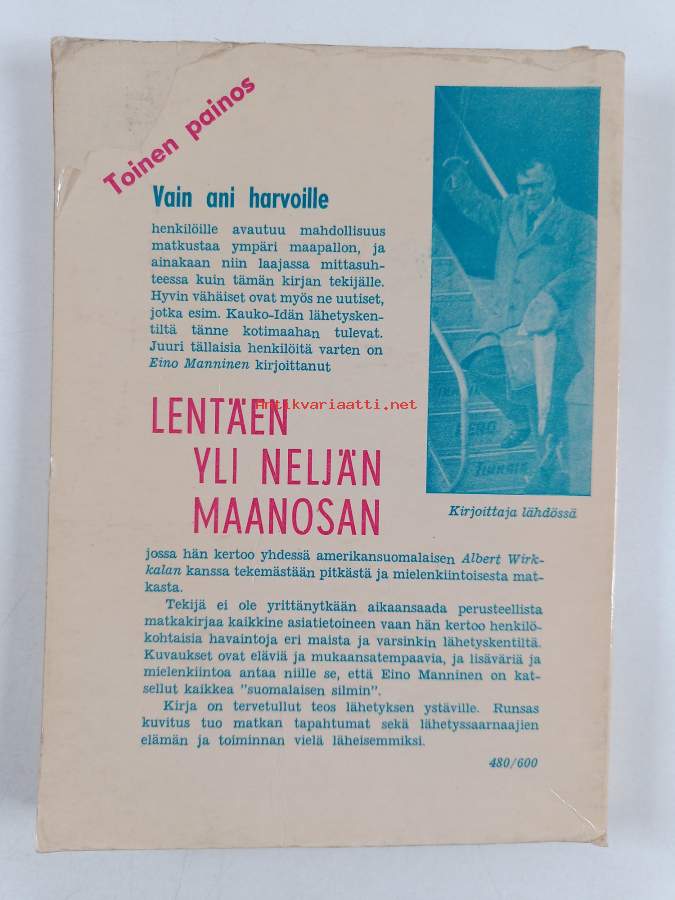 Toinen painos
Vain ani harvoille
henkilöille avautuu mahdollisuus
matkustaa ympäri maapallon, ja
ainakaan niin laajassa mittasuh-
teessa kuin tämän kirjan tekijälle.
Hyvin vähäiset ovat myös ne uutiset,
jotka esim. Kauko-Idän lähetysken-
tiltä tänne kotimaahan tulevat.
Juuri tällaisia henkilöitä varten on
Eino Manninen kirjoittanut
LENTÄEN
YLI NELJÄN
MAANOSAN
Antikvariaatti.net
AERO
Kirjoittaja lähdössä
jossa hän kertoo yhdessä amerikansuomalaisen Albert Wirk-
kalan kanssa tekemästään pitkästä ja mielenkiintoisesta mat-
kasta.
Tekijä ei ole yrittänytkään aikaansaada perusteellista
matkakirjaa kaikkine asiatietoineen vaan hän kertoo henkilö-
kohtaisia havaintoja eri maista ja varsinkin lähetyskentiltä.
Kuvaukset ovat eläviä ja mukaansatempaavia, ja lisäväriä ja
mielenkiintoa antaa niille se, että Eino Manninen on kat-
sellut kaikkea "suomalaisen silmin".
Kirja on tervetullut teos lähetyksen ystäville. Runsas
kuvitus tuo matkan tapahtumat sekä lähetyssaarnaajien
elämän ja toiminnan vielä läheisemmiksi.
480/600